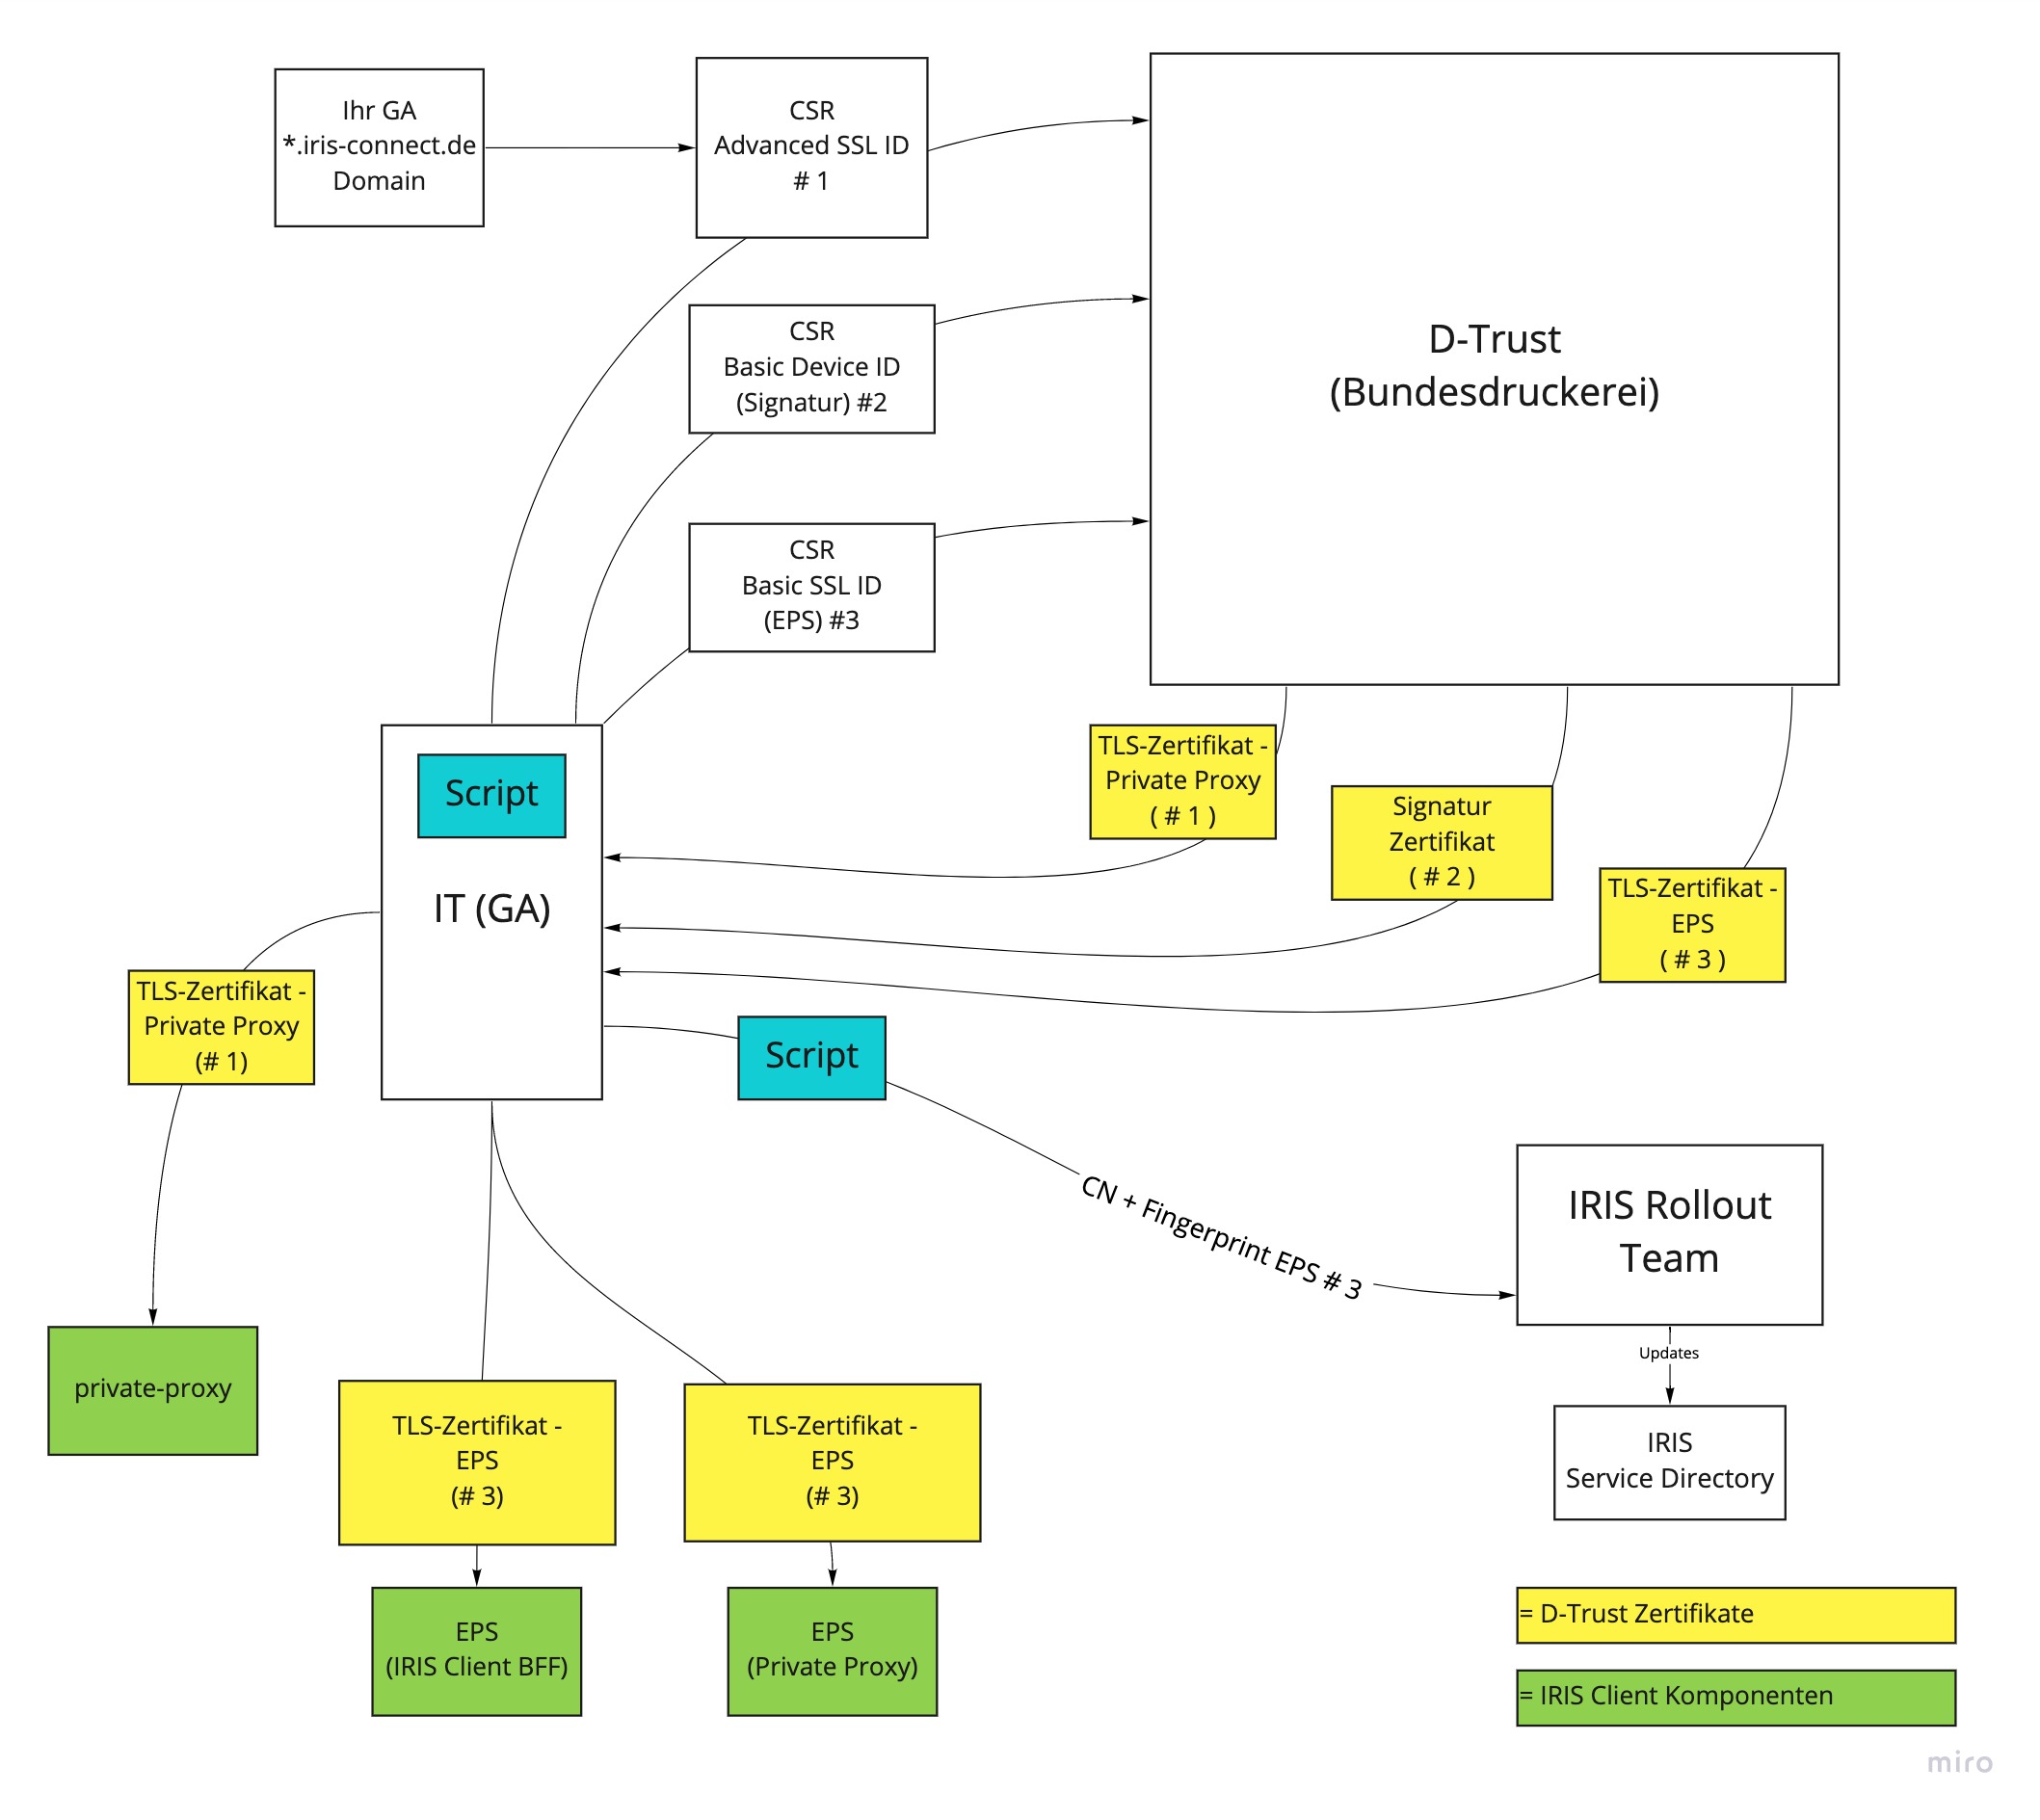 Ihr GA
*.iris-connect.de
Domain
CSR
Advanced SSL ID
# 1
D-Trust
(Bundesdruckerei)
CSR
Basic Device ID
(Signatur) #2
CSR
Basic SSL ID
(EPS) #3
Script
IT (GA)
TLS-Zertifikat -
Private Proxy
( # 1 )
Signatur
Zertifikat
( # 2 )
TLS-Zertifikat -
EPS
( # 3 )
TLS-Zertifikat -
Private Proxy
(# 1)
Script
CN + Fingerprint EPS # 3
IRIS Rollout
Team
Updates
IRIS
Service Directory
private-proxy
TLS-Zertifikat -
EPS
(# 3)
TLS-Zertifikat -
EPS
(# 3)
EPS
(IRIS Client BFF)
EPS
(Private Proxy)
= D-Trust Zertifikate
= IRIS Client Komponenten
miro